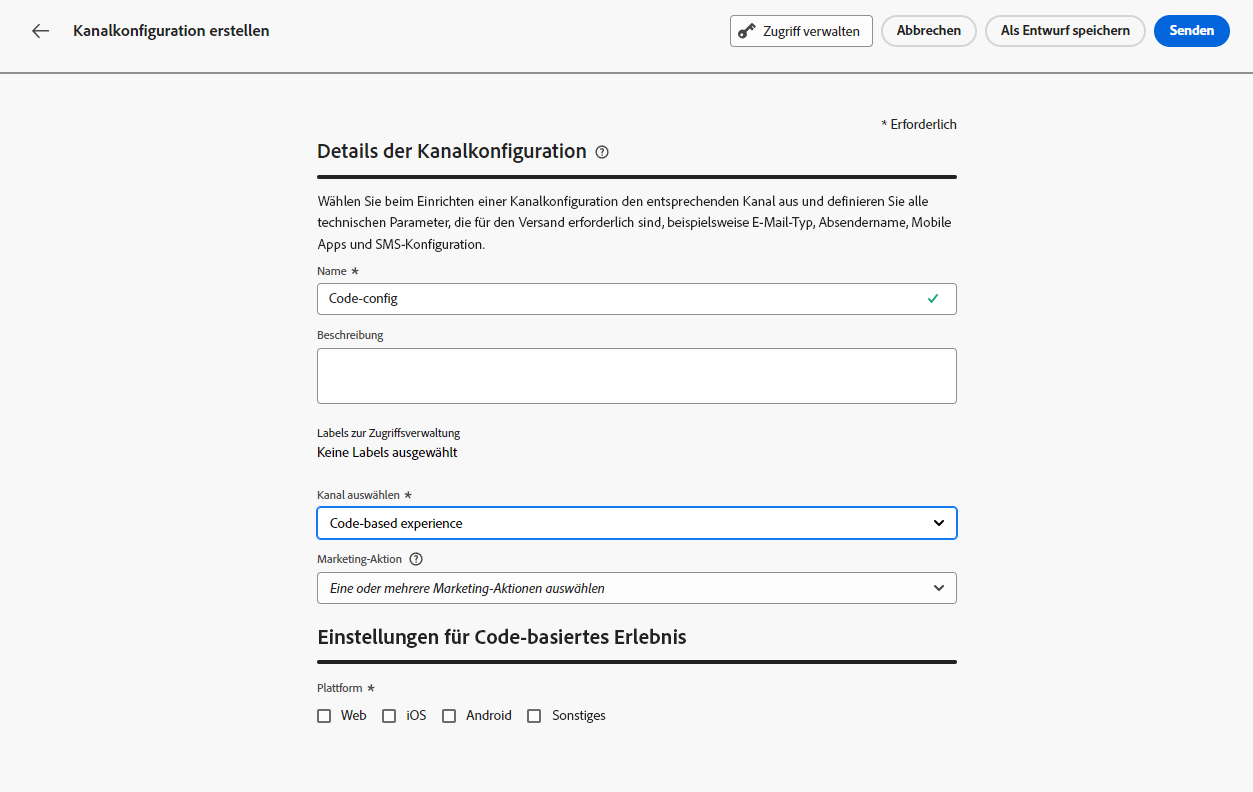 Kanalkonfiguration erstellen
Zugriff verwalten
Abbrechen
Als Entwurf speichern
Senden
* Erforderlich
Details der Kanalkonfiguration
Wählen Sie beim Einrichten einer Kanalkonfiguration den entsprechenden Kanal aus und definieren Sie alle
technischen Parameter, die für den Versand erforderlich sind, beispielsweise E-Mail-Typ, Absendername, Mobile
Apps und SMS-Konfiguration.
Name *
Code-config
Beschreibung
Labels zur Zugriffsverwaltung
Keine Labels ausgewählt
Kanal auswählen *
Code-based experience
Marketing-Aktion
Eine oder mehrere Marketing-Aktionen auswählen
Einstellungen für Code-basiertes Erlebnis
Plattform *
Web iOS Android Sonstiges